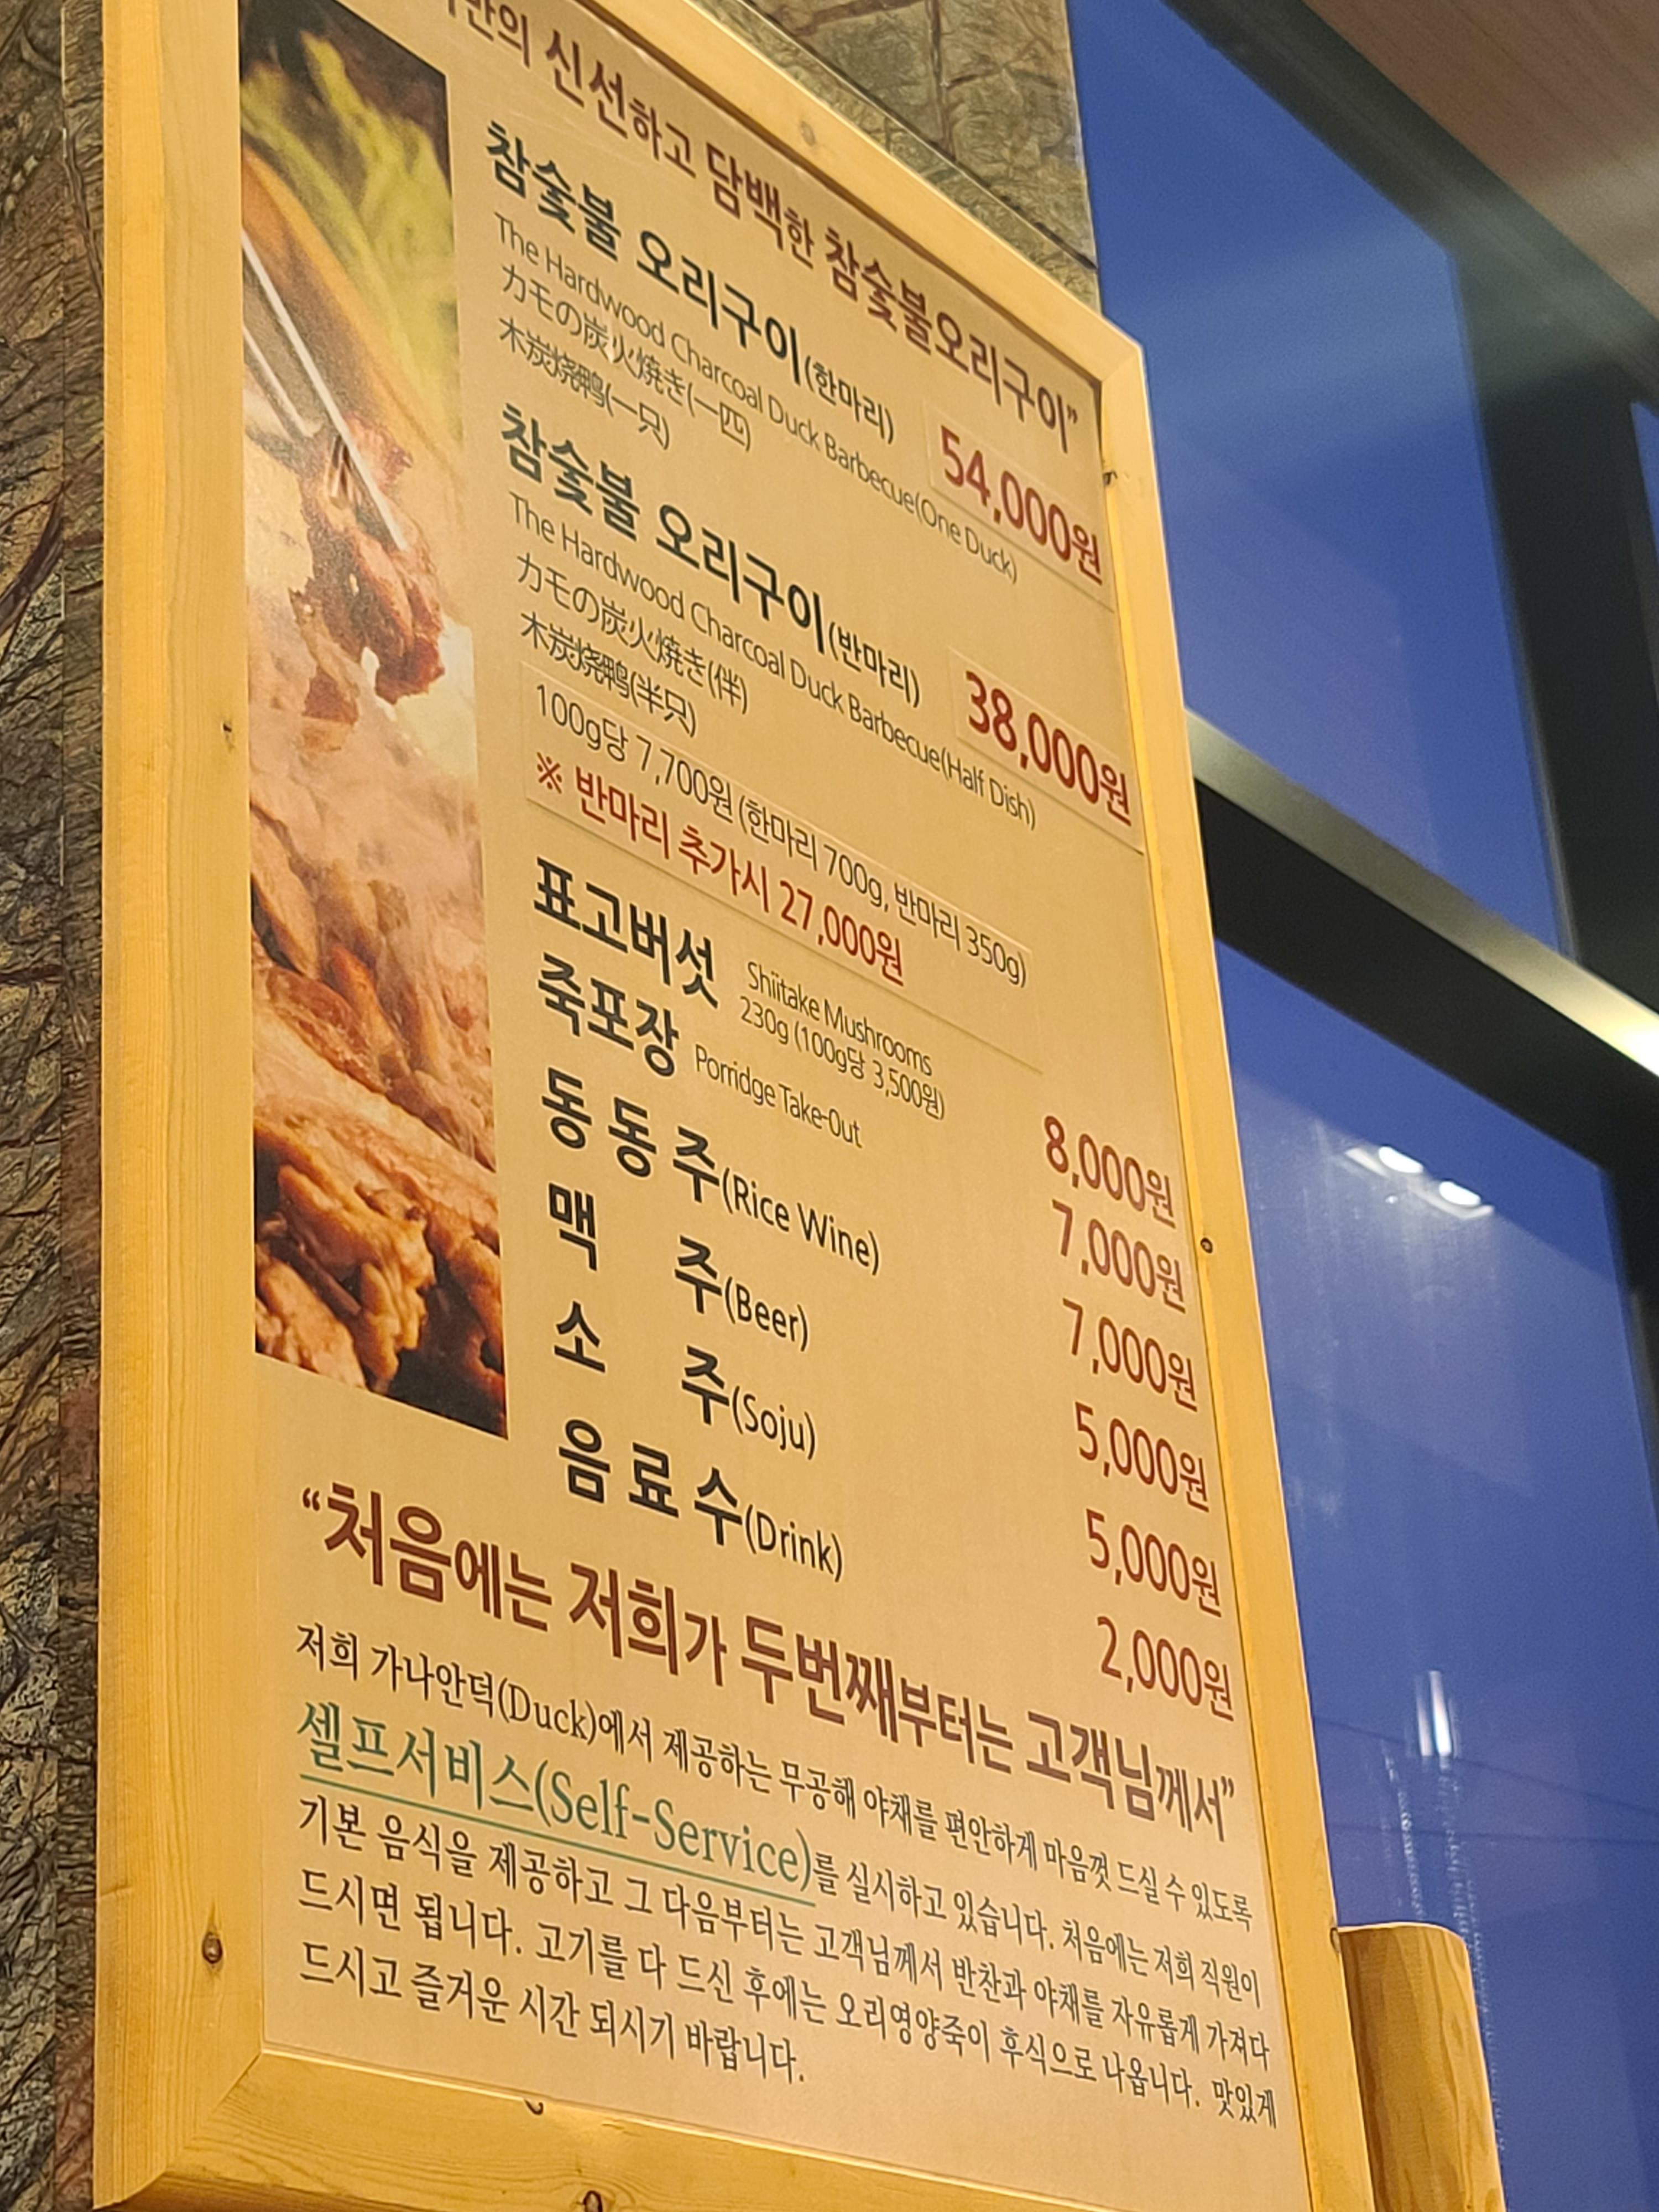 만의 신선하고 담백한 참숯불오리구이”
참숯불 오리구이(한마리) 54,000원
The Hardwood Charcoal Duck Barbecue(One Duck)
カモの炭火焼き(一四)
木炭烧鸭(一只)
참숯불 오리구이(반마리) 38,000원
The Hardwood Charcoal Duck Barbecue(Half Dish)
カモの炭火焼き(伴)
木炭烧鸭(半只)
100g당 7,700원 (한마리 700g, 반마리 350g)
※ 반마리 추가시 27,000원
표고버섯 Shiitake Mushrooms 8,000원
230g (100g당 3,500원)
죽포장 Porridge Take-Out 7,000원
동동주(Rice Wine) 7,000원
맥 주(Beer) 5,000원
소 주(Soju) 5,000원
음료수(Drink) 2,000원
“처음에는 저희가 두번째부터는 고객님께서”
저희 가나안덕(Duck)에서 제공하는 무공해 야채를 편안하게 마음껏 드실 수 있도록
셀프서비스(Self-Service)를 실시하고 있습니다. 처음에는 저희 직원이
기본 음식을 제공하고 그 다음부터는 고객님께서 반찬과 야채를 자유롭게 가져다
드시면 됩니다. 고기를 다 드신 후에는 오리영양죽이 후식으로 나옵니다. 맛있게
드시고 즐거운 시간 되시기 바랍니다.